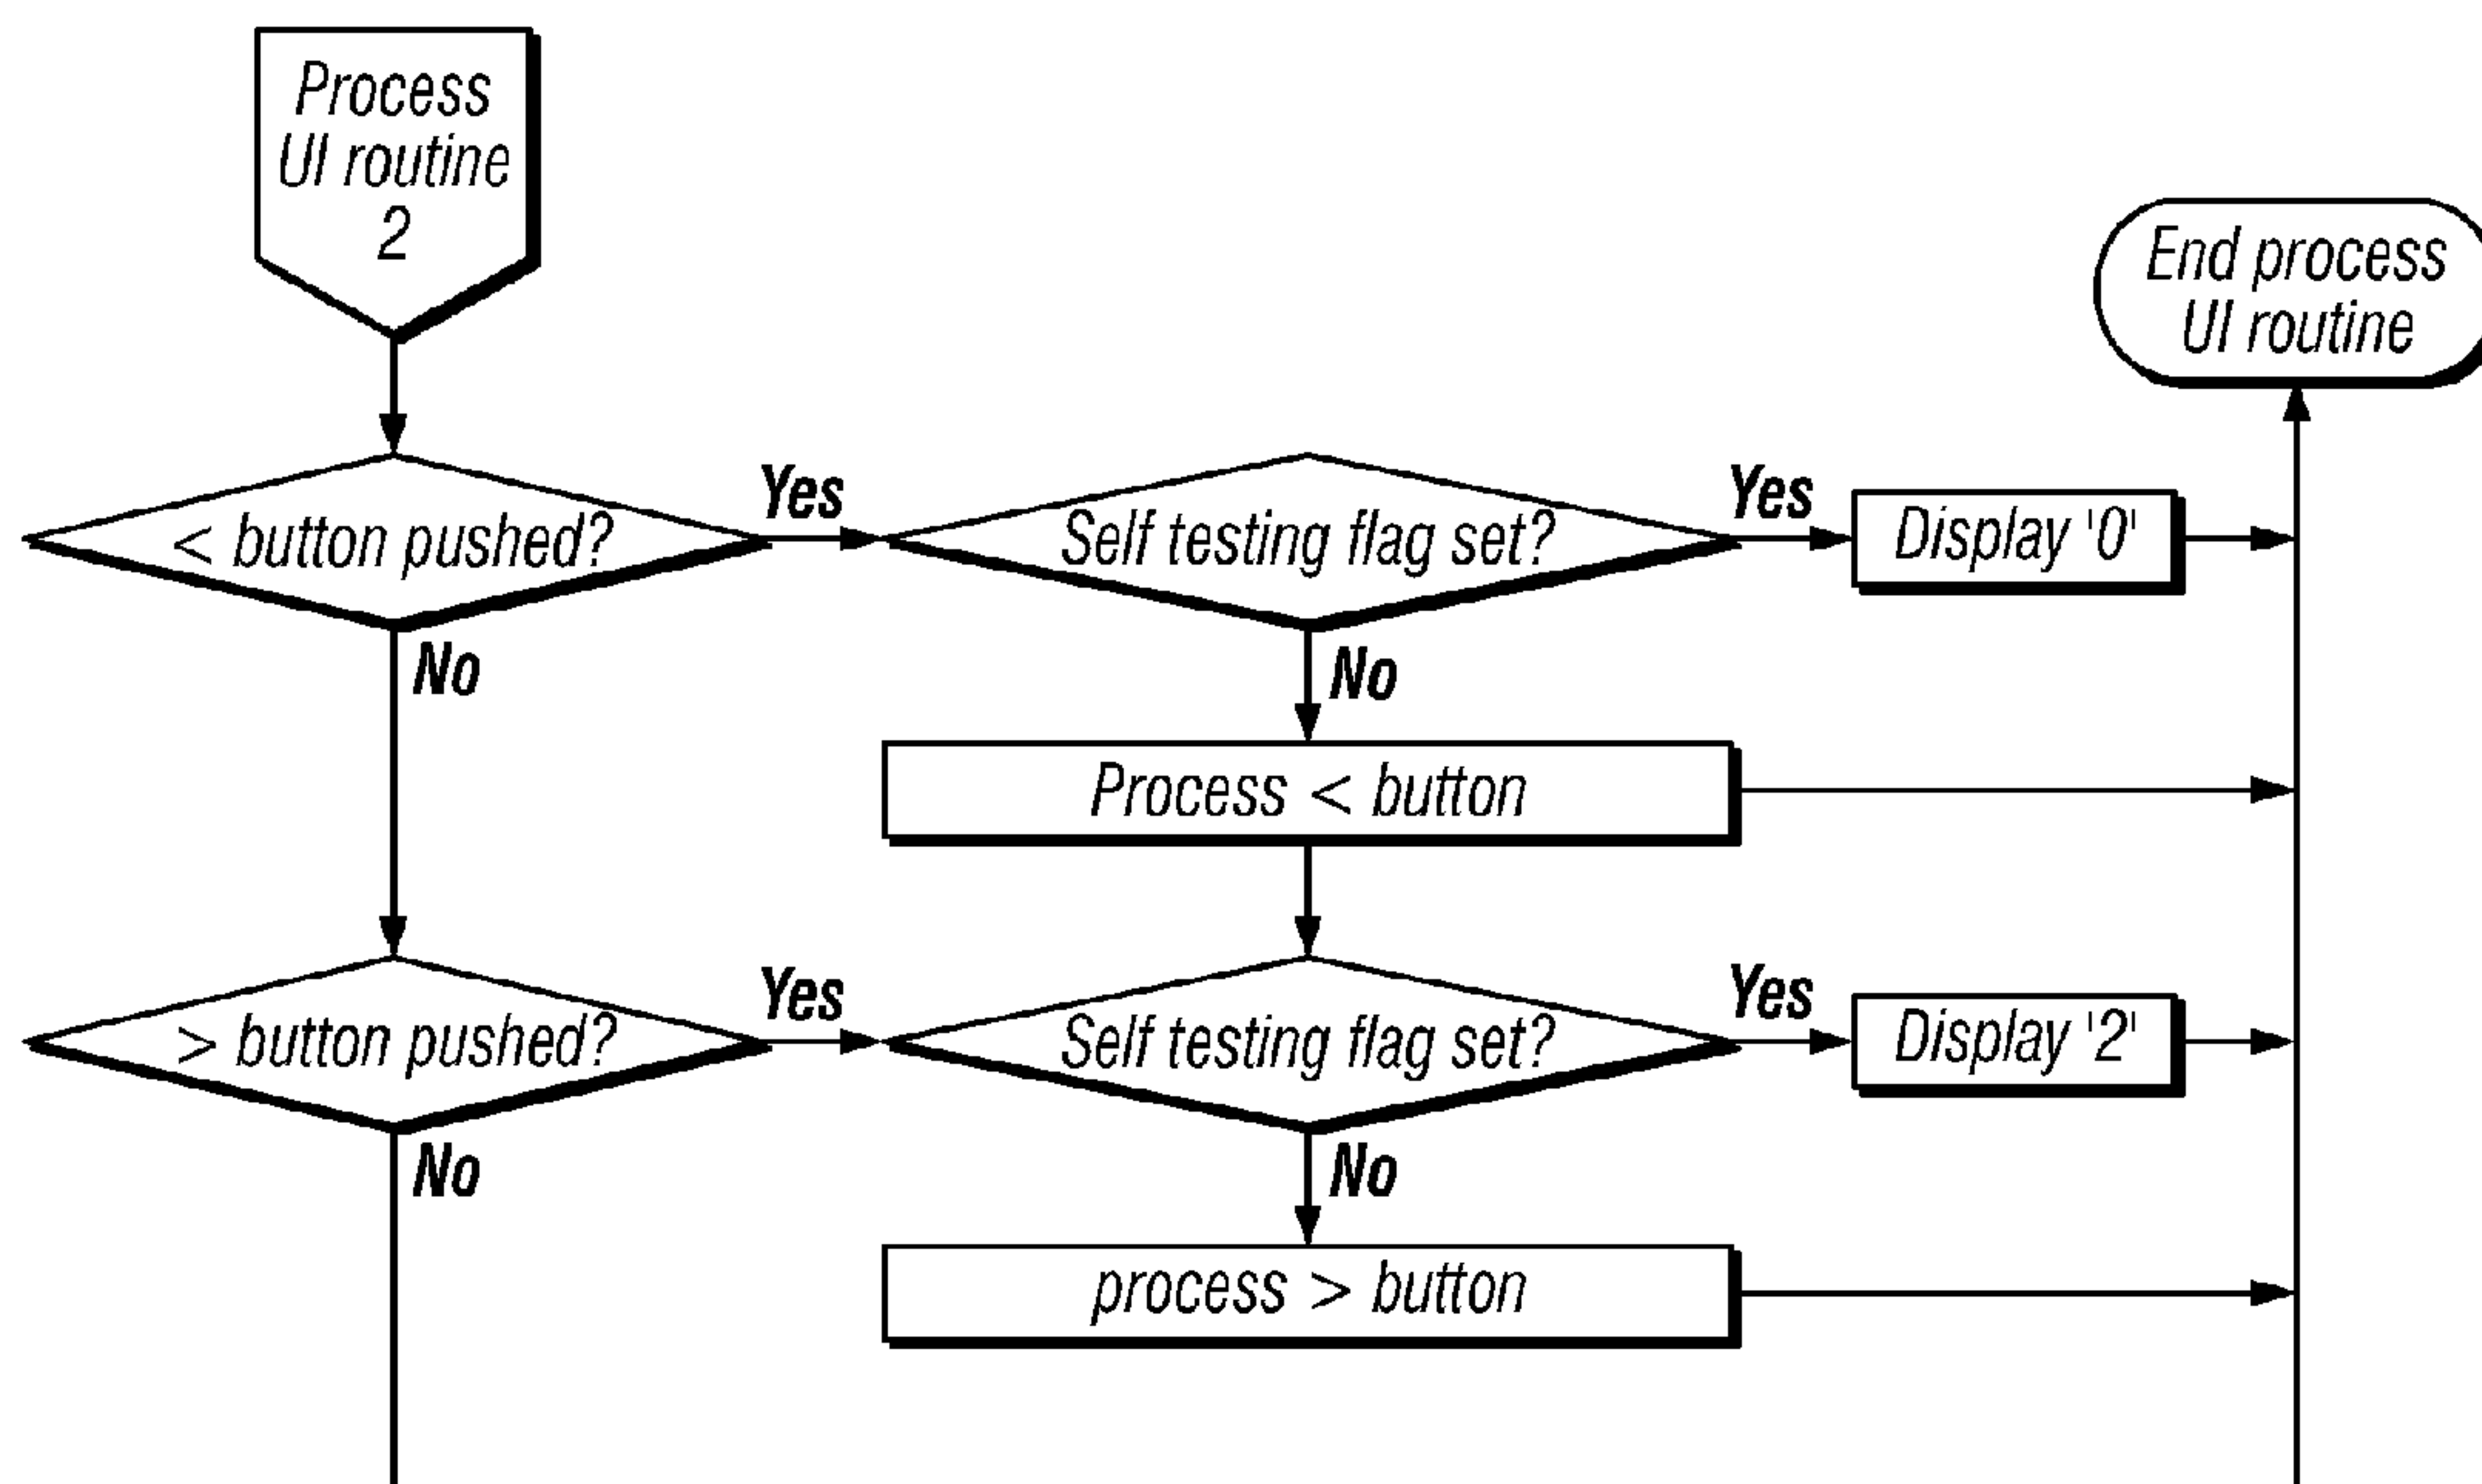 Process
UI routine
2
End process
UI routine
< button pushed?
Yes
Self testing flag set?
Yes
Display '0'
No
No
Process < button
> button pushed?
Yes
Self testing flag set?
Yes
Display '2'
No
No
process > button